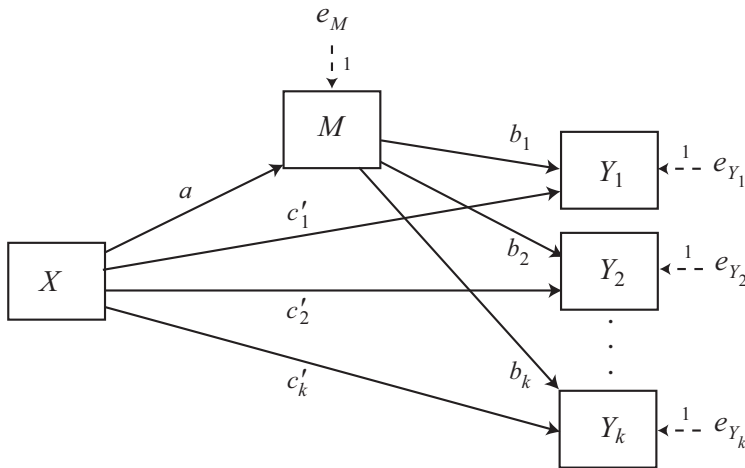 e_M
1
M
b_1
Y_1
1
e_{Y_1}
a
c'_1
X
b_2
Y_2
1
e_{Y_2}
c'_2
c'_k
b_k
Y_k
1
e_{Y_k}